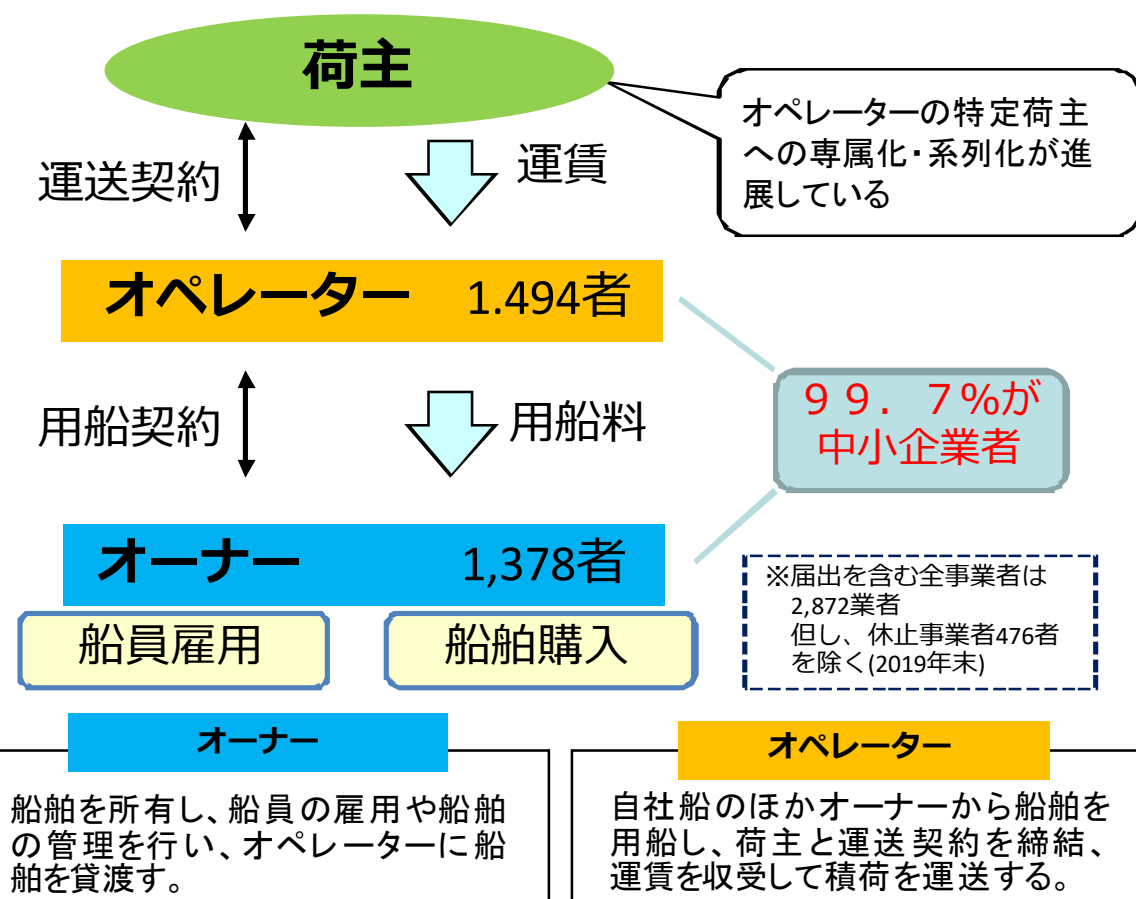 荷主
オペレーターの特定荷主
への専属化・系列化が進
展している
運送契約
運賃
オペレーター 1.494者
用船契約
用船料
９９．７%が
中小企業者
オーナー 1,378者
船員雇用
船舶購入
※届出を含む全事業者は
2,872業者
但し、休止事業者476者
を除く(2019年末)
オーナー
船舶を所有し、船員の雇用や船舶
の管理を行い、オペレーターに船
舶を貸渡す。
オペレーター
自社船のほかオーナーから船舶を
用船し、荷主と運送契約を締結、
運賃を収受して積荷を運送する。